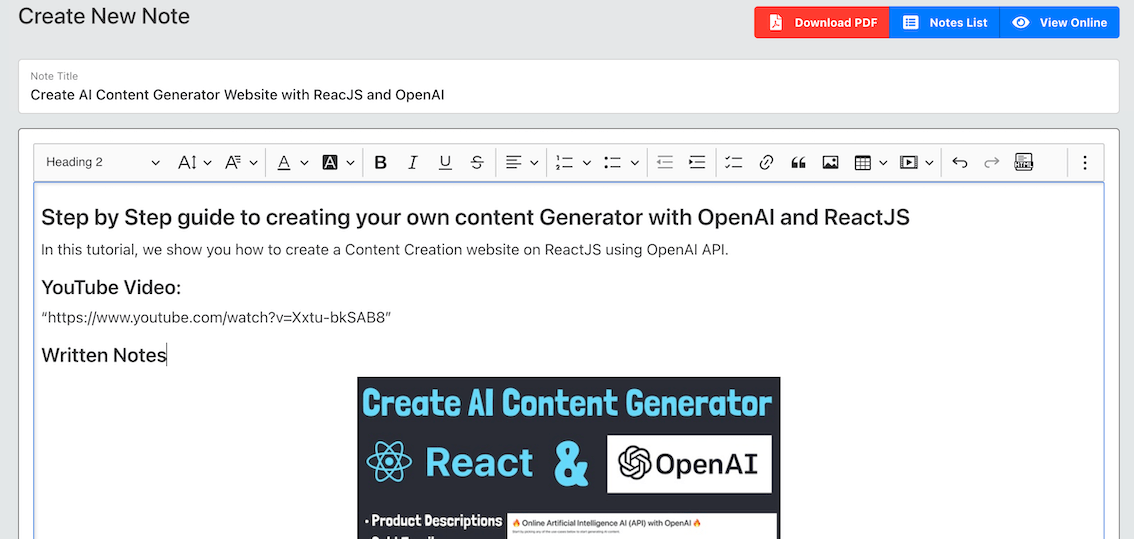 Create New Note
Download PDF
Notes List
View Online
Note Title
Create AI Content Generator Website with ReacJS and OpenAI
Heading 2
Step by Step guide to creating your own content Generator with OpenAI and ReactJS
In this tutorial, we show you how to create a Content Creation website on ReactJS using OpenAI API.
YouTube Video:
“https://www.youtube.com/watch?v=Xxtu-bkSAB8”
Written Notes
Create AI Content Generator
React & OpenAI
• Product Descriptions
🔥 Online Artificial Intelligence AI (API) with OpenAI 🔥